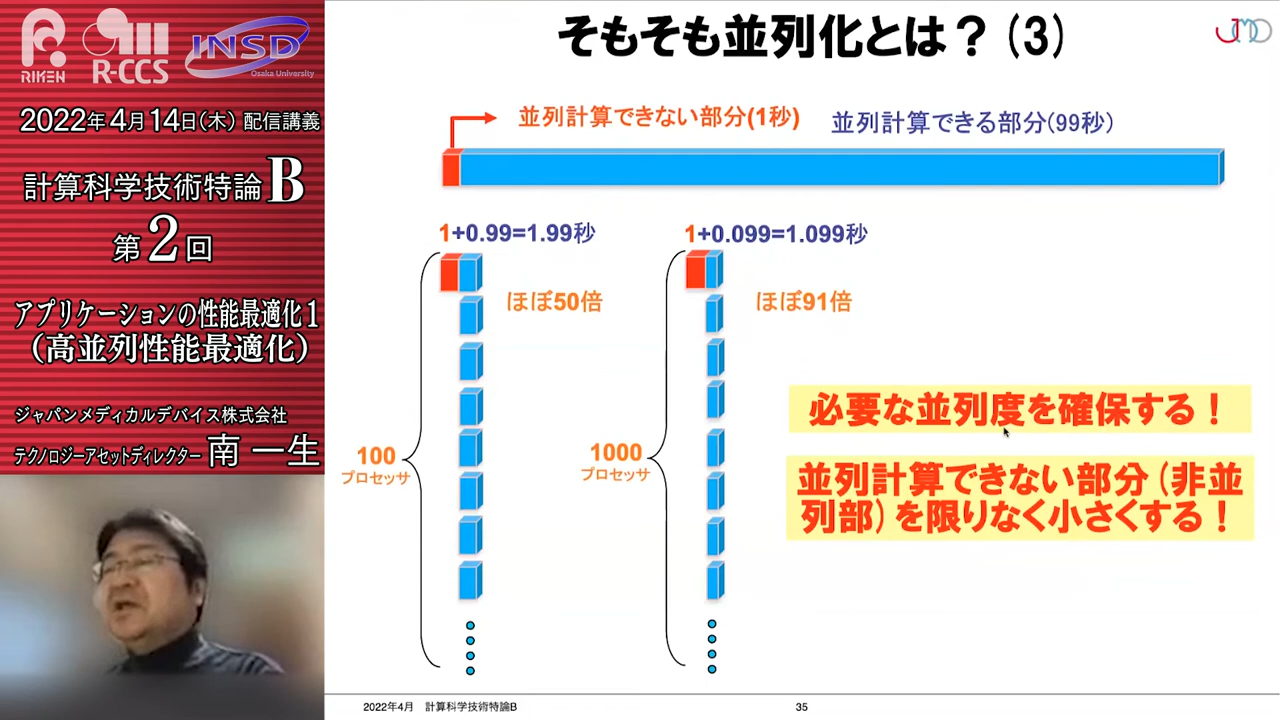 RIKEN
R-CCS
INSD
Osaka University
2022年4月14日(木) 配信講義
計算科学技術特論B
第2回
アプリケーションの性能最適化1
(高並列性能最適化)
ジャパンメディカルデバイス株式会社
テクノロジーアセットディレクター 南 一生
そもそも並列化とは？(3)
JMD
並列計算できない部分(1秒)
並列計算できる部分(99秒)
1+0.99=1.99秒
1+0.099=1.099秒
ほぼ50倍
ほぼ91倍
100
プロセッサ
1000
プロセッサ
必要な並列度を確保する！
並列計算できない部分(非並
列部)を限りなく小さくする！
2022年4月 計算科学技術特論B
35